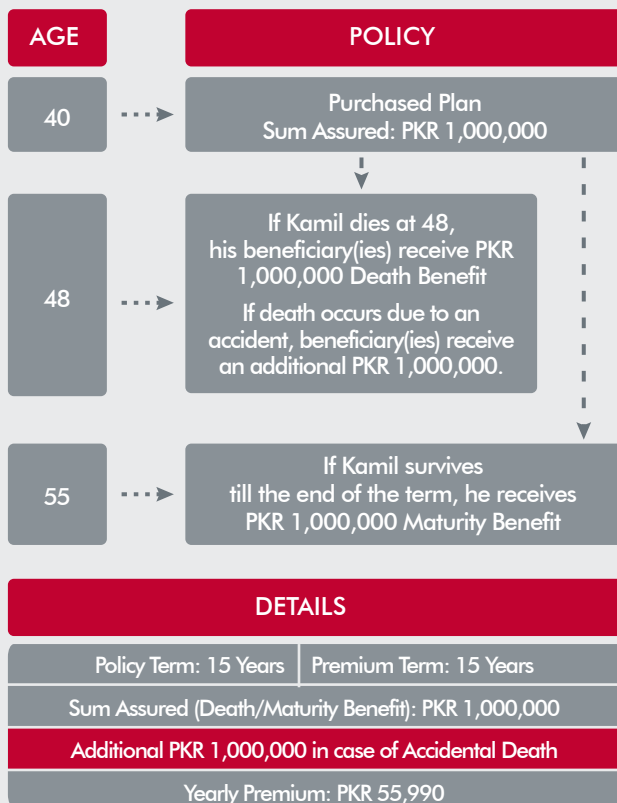 AGE
POLICY
40
Purchased Plan
Sum Assured: PKR 1,000,000
48
If Kamil dies at 48,
his beneficiary(ies) receive PKR
1,000,000 Death Benefit
If death occurs due to an
accident, beneficiary(ies) receive
an additional PKR 1,000,000.
55
If Kamil survives
till the end of the term, he receives
PKR 1,000,000 Maturity Benefit
DETAILS
Policy Term: 15 Years
Premium Term: 15 Years
Sum Assured (Death/Maturity Benefit): PKR 1,000,000
Additional PKR 1,000,000 in case of Accidental Death
Yearly Premium: PKR 55,990